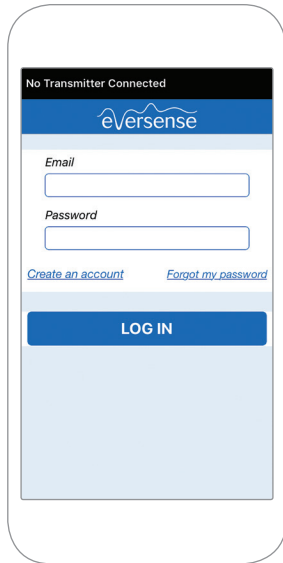 No Transmitter Connected
eversense
Email
Password
Create an account Forgot my password
LOG IN